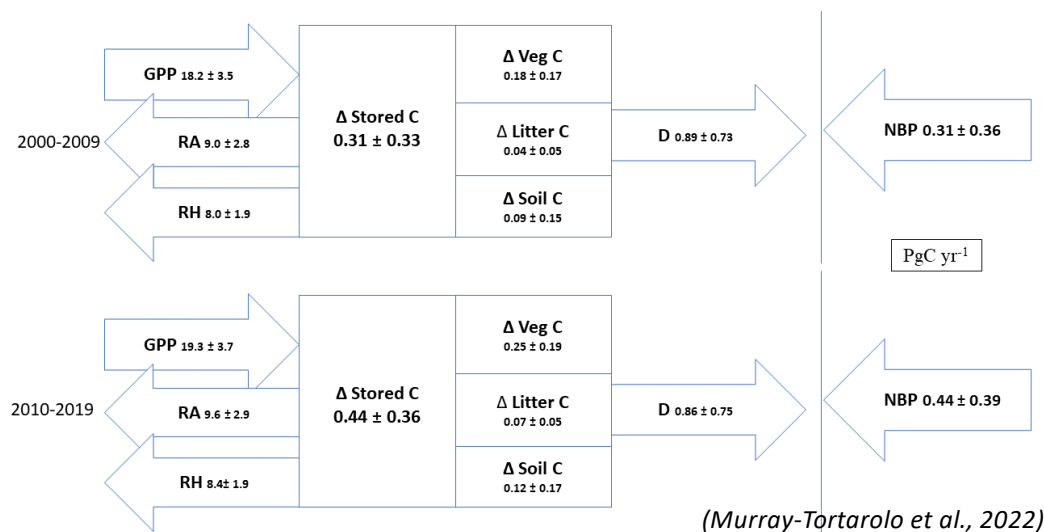 GPP 18.2 ± 3.5
2000-2009
RA 9.0 ± 2.8
RH 8.0 ± 1.9
Δ Stored C
0.31 ± 0.33
Δ Veg C
0.18 ± 0.17
Δ Litter C
0.04 ± 0.05
Δ Soil C
0.09 ± 0.15
D 0.89 ± 0.73
NBP 0.31 ± 0.36
PgC yr⁻¹
GPP 19.3 ± 3.7
2010-2019
RA 9.6 ± 2.9
RH 8.4± 1.9
Δ Stored C
0.44 ± 0.36
Δ Veg C
0.25 ± 0.19
Δ Litter C
0.07 ± 0.05
Δ Soil C
0.12 ± 0.17
D 0.86 ± 0.75
NBP 0.44 ± 0.39
(Murray-Tortarolo et al., 2022)